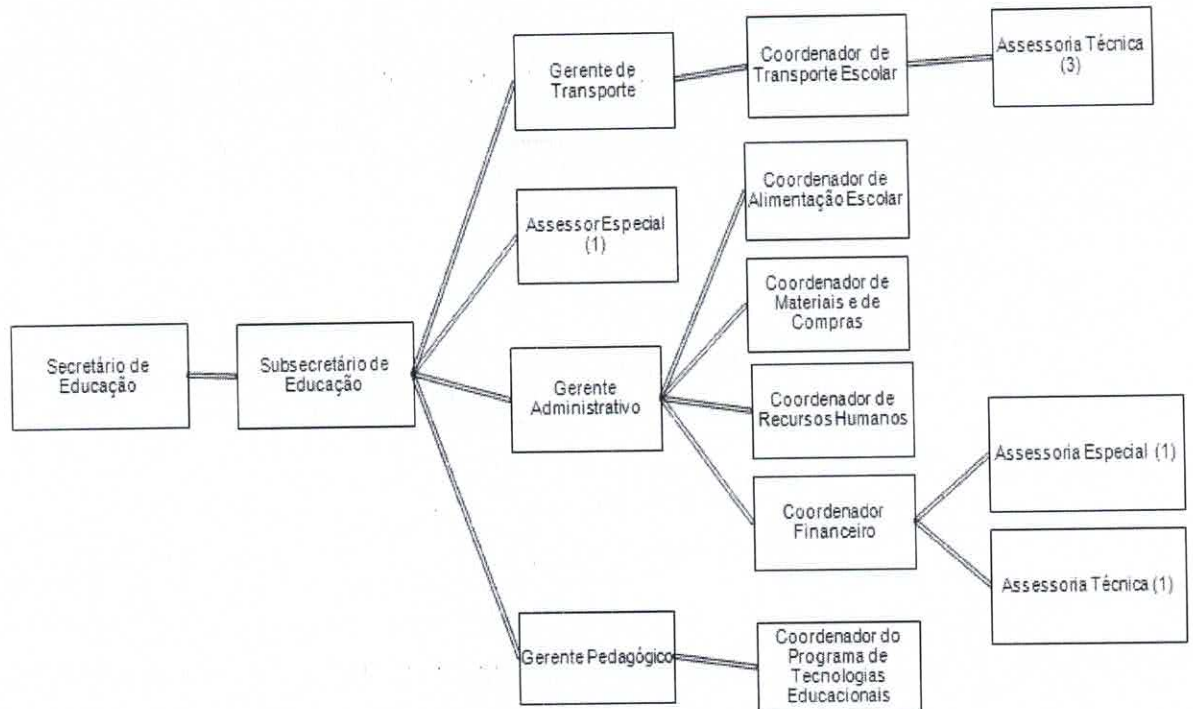 Gerente de
Transporte
Coordenador de
Transporte Escolar
Assessoria Técnica
(3)
Assessor Especial
(1)
Coordenador de
Alimentação Escolar
Coordenador de
Materiais e de
Compras
Secretário de
Educação
Subsecretário de
Educação
Gerente
Administrativo
Coordenador de
Recursos Humanos
Assessoria Especial (1)
Coordenador
Financeiro
Assessoria Técnica (1)
Gerente Pedagógico
Coordenador do
Programa de
Tecnologias
Educacionais